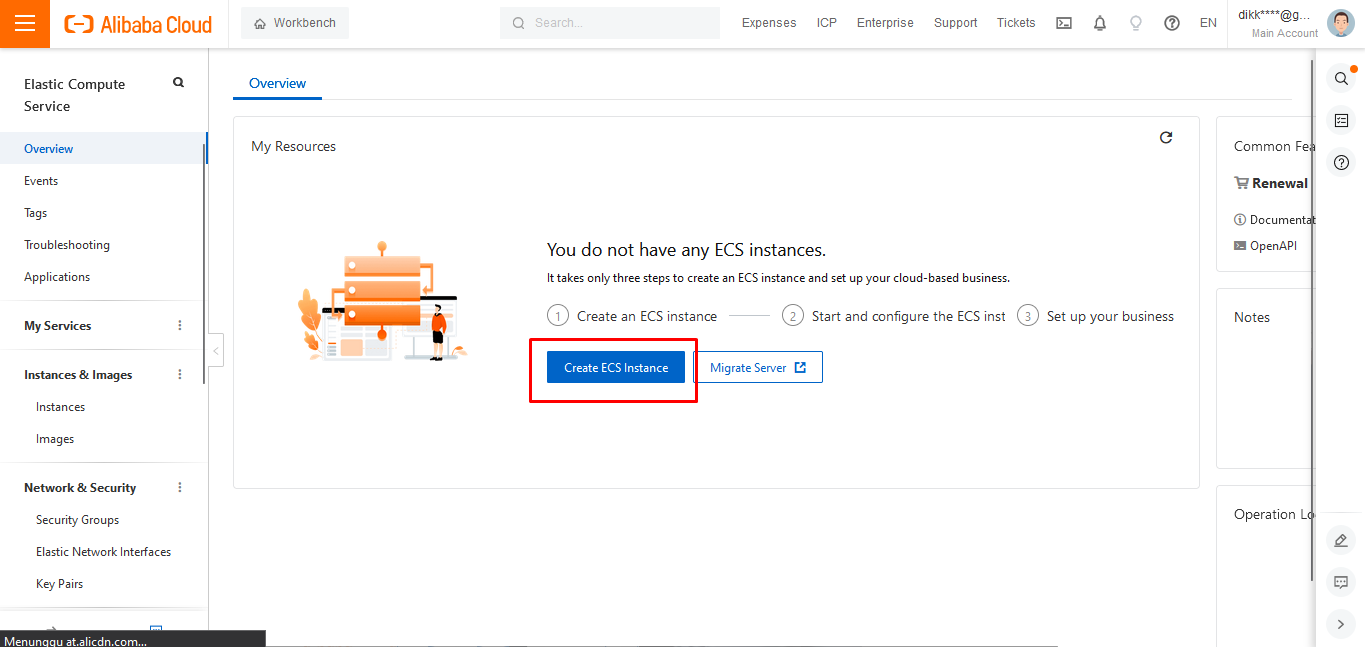 Alibaba Cloud
Workbench
Search...
Expenses
ICP
Enterprise
Support
Tickets
EN
dikk****@g...
Main Account
Elastic Compute
Service
Overview
Events
Tags
Troubleshooting
Applications
My Services
Instances & Images
Instances
Images
Network & Security
Security Groups
Elastic Network Interfaces
Key Pairs
Menunggu at.alicdn.com...
Overview
My Resources
You do not have any ECS instances.
It takes only three steps to create an ECS instance and set up your cloud-based business.
1 Create an ECS instance
2 Start and configure the ECS inst
3 Set up your business
Create ECS Instance
Migrate Server
Common Fea
Renewal
Documentat
OpenAPI
Notes
Operation Lo